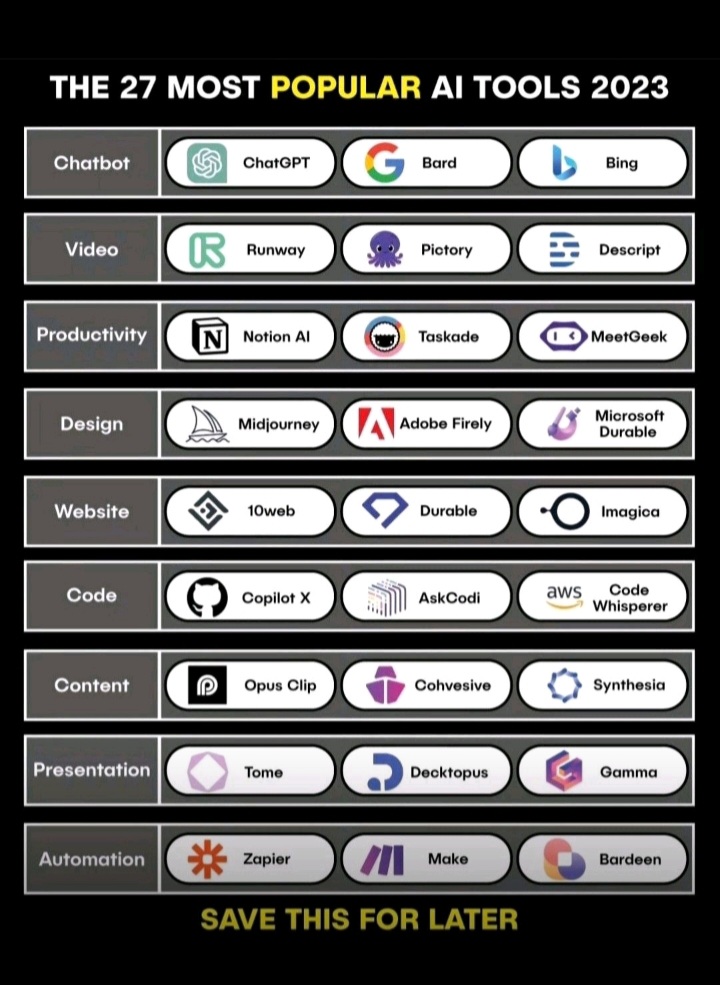 THE 27 MOST POPULAR AI TOOLS 2023
Chatbot ChatGPT Bard Bing
Video Runway Pictory Descript
Productivity Notion AI Taskade MeetGeek
Design Midjourney Adobe Firely Microsoft Durable
Website 10web Durable Imagica
Code Copilot X AskCodi aws Code Whisperer
Content Opus Clip Cohvesive Synthesia
Presentation Tome Decktopus Gamma
Automation Zapier Make Bardeen
SAVE THIS FOR LATER